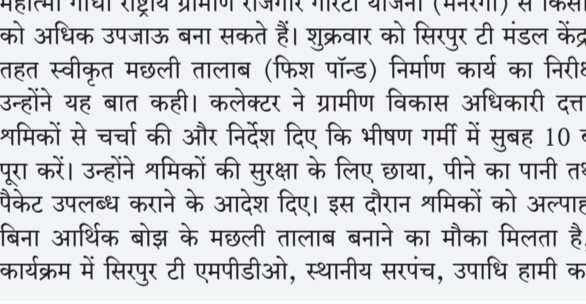 महात्मा गांधी राष्ट्रीय ग्रामीण रोजगार गारंटी योजना (मनरेगा) से
को अधिक उपजाऊ बना सकते हैं। शुक्रवार को सिरपुर टी मंडल केंद्र
तहत स्वीकृत मछली तालाब (फिश पॉन्ड) निर्माण कार्य का
उन्होंने यह बात कही। कलेक्टर ने ग्रामीण विकास अधिकारी दत्त
श्रमिकों से चर्चा की और निर्देश दिए कि भीषण गर्मी में सुबह 10
पूरा करें। उन्होंने श्रमिकों की सुरक्षा के लिए छाया, पीने का पानी
पैकेट उपलब्ध कराने के आदेश दिए। इस दौरान श्रमिकों को
बिना आर्थिक बोझ के मछली तालाब बनाने का मौका मिलता है,
कार्यक्रम में सिरपुर टी एमपीडीओ, स्थानीय सरपंच, उपाधि हामी